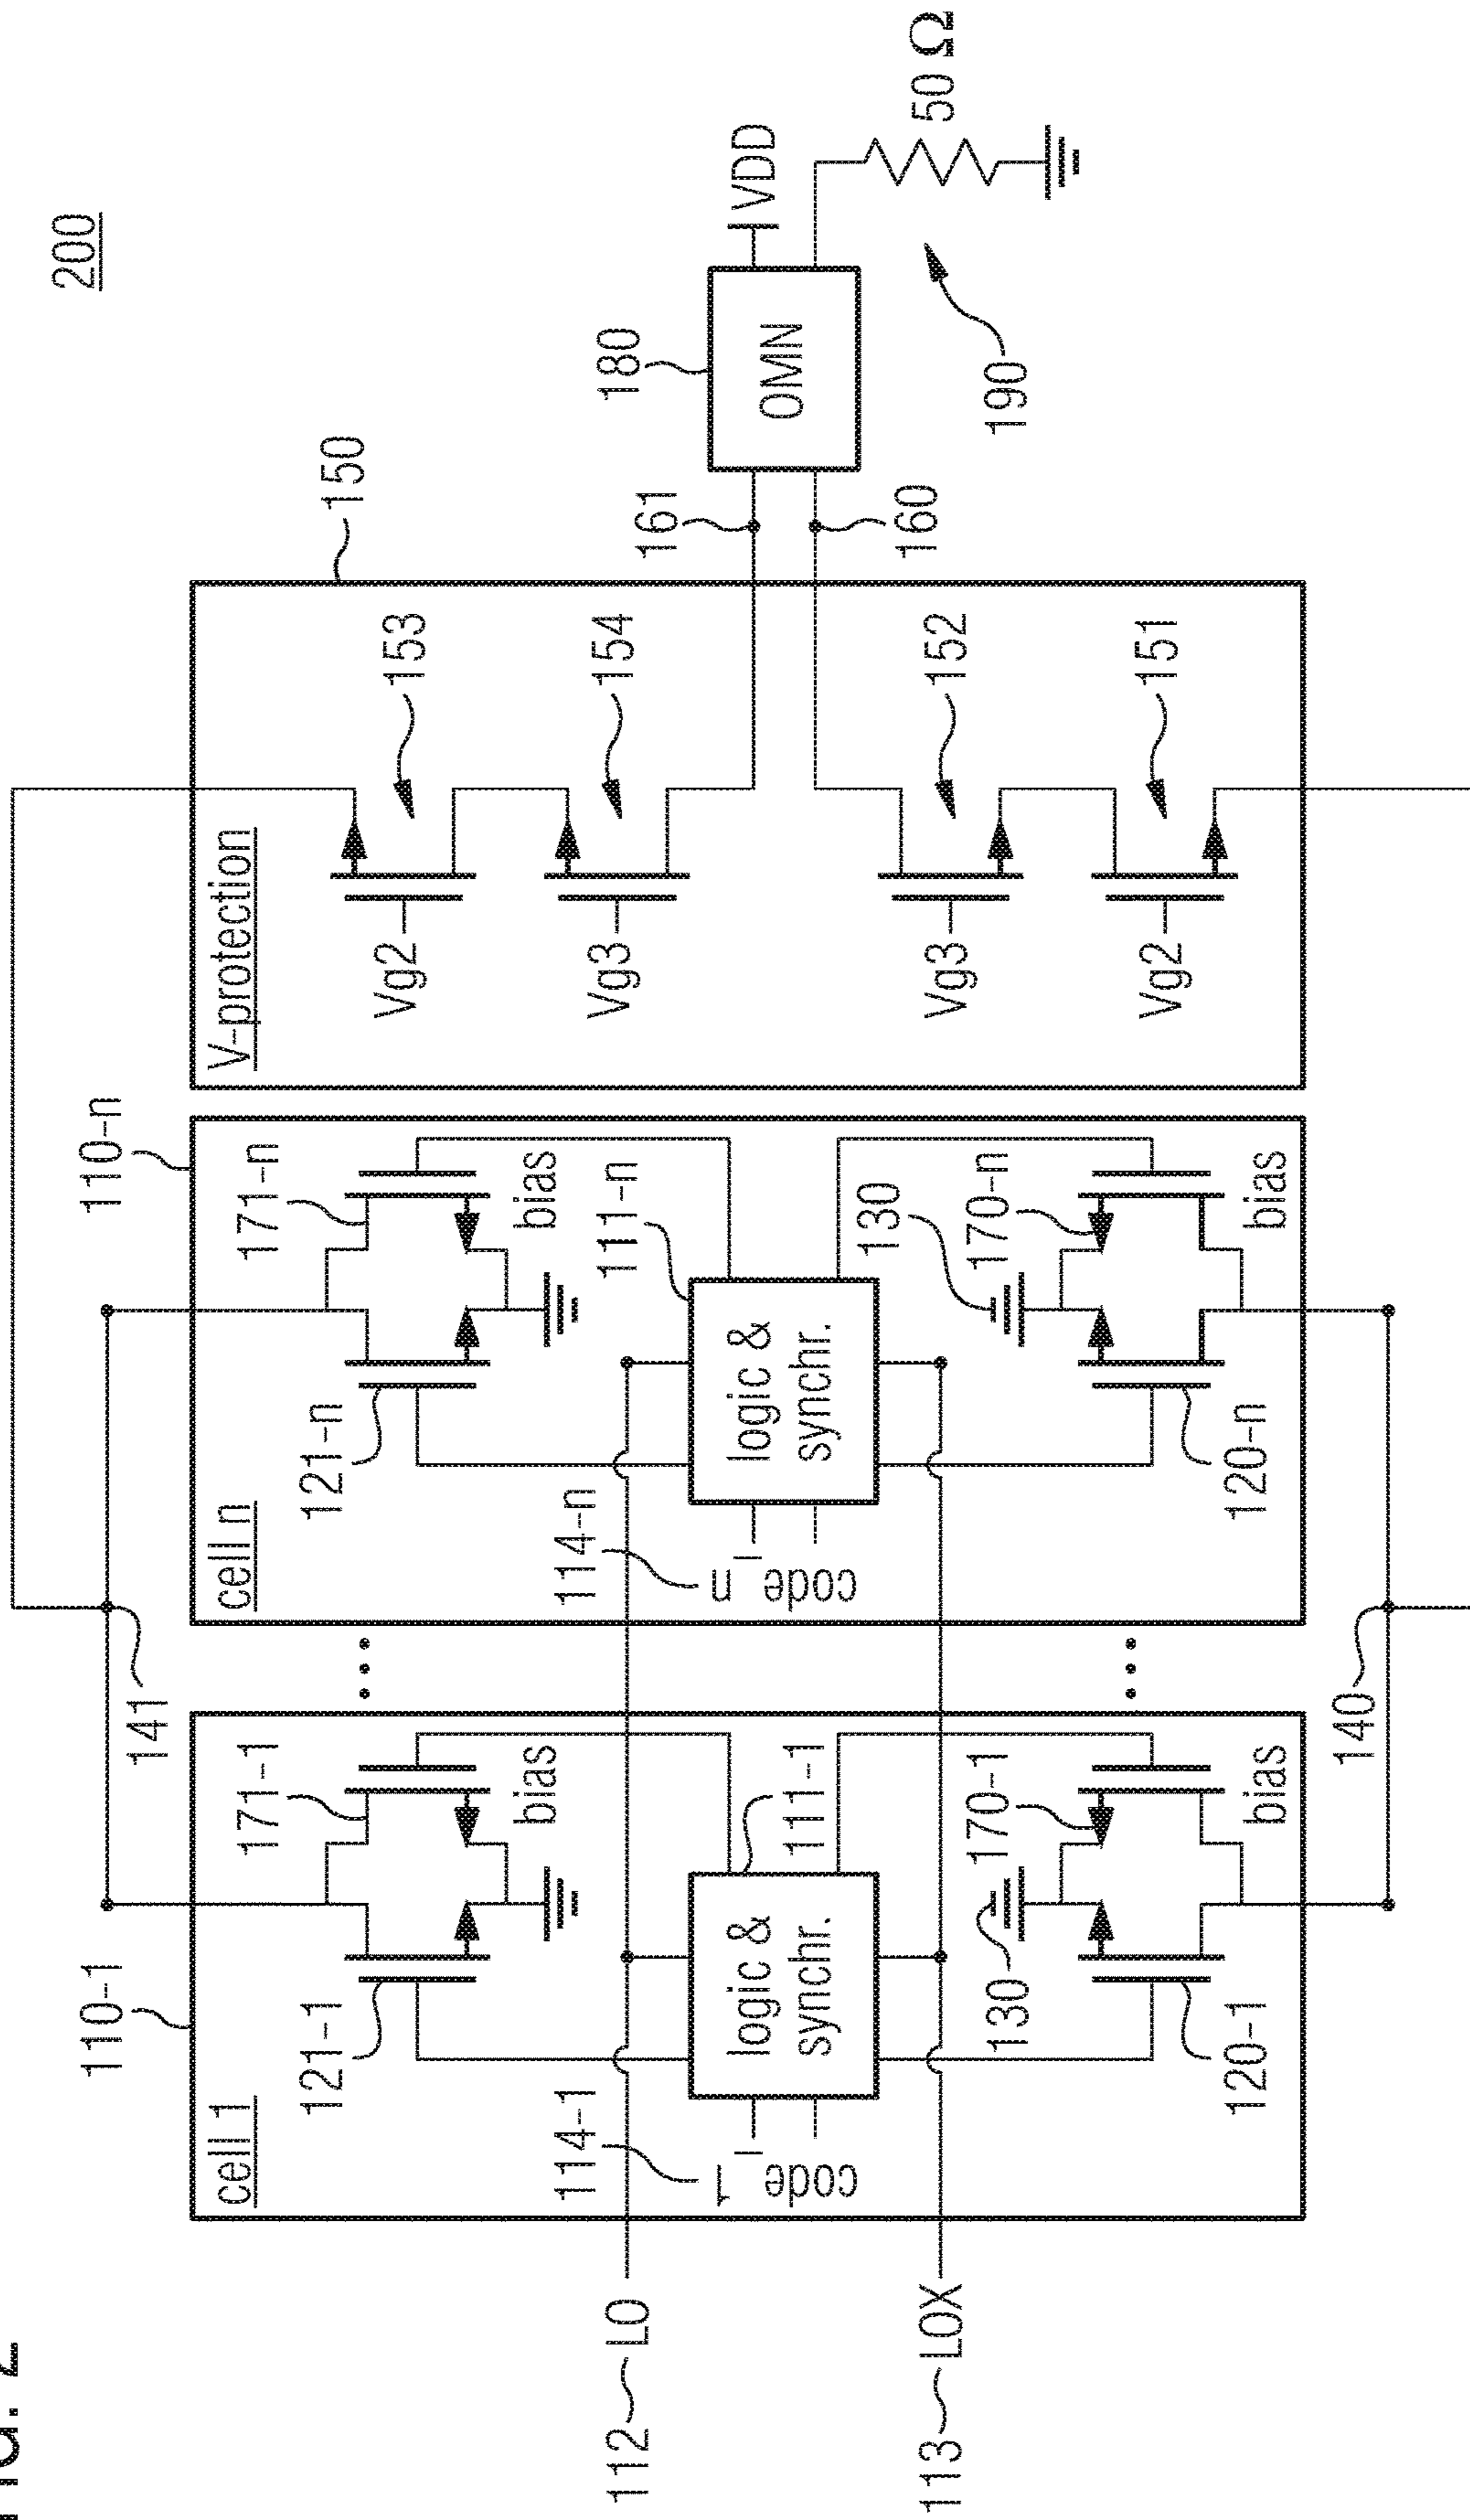 200
110-1
141
110-n
150
180
161
160
190
VDD
50 Ω
OMN
cell 1
121-1
171-1
bias
114-1
code_1
logic &
synchr.
111-1
130
170-1
120-1
bias
cell n
121-n
171-n
bias
114-n
code_n
logic &
synchr.
111-n
130
170-n
120-n
bias
V-protection
Vg2
153
Vg3
154
Vg3
152
Vg2
151
112
LO
113
LOX
140